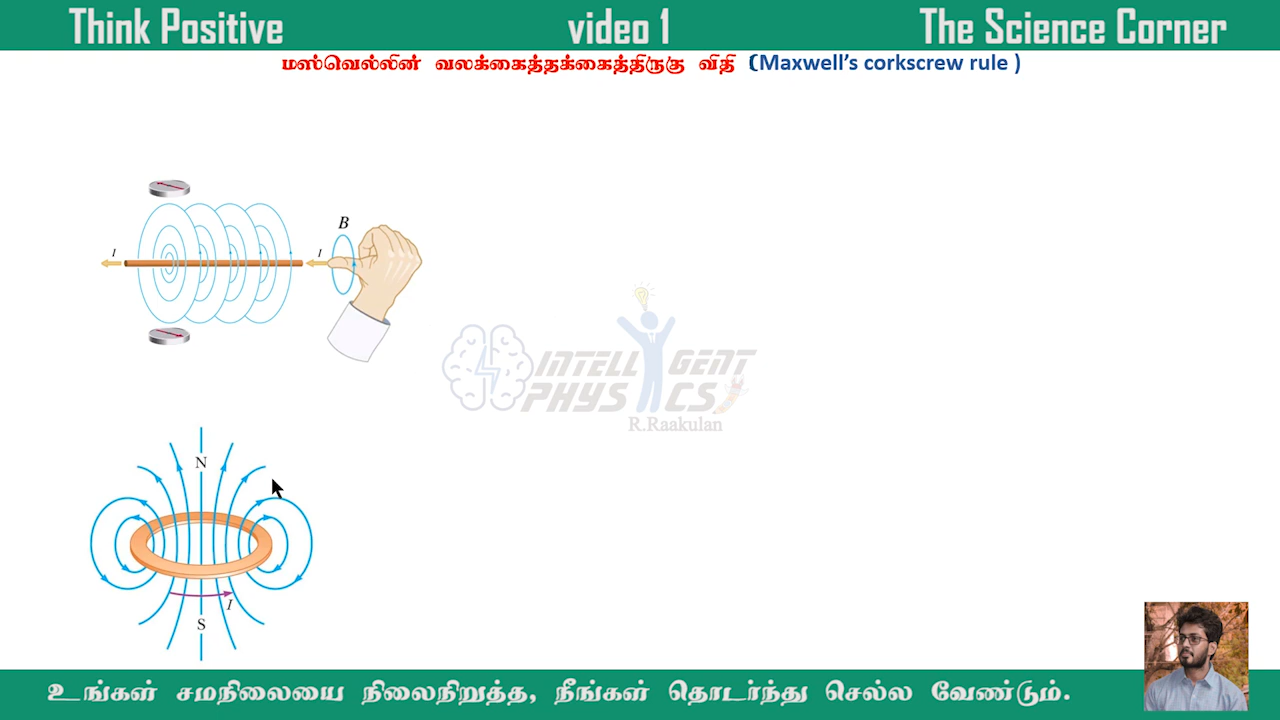 Think Positive
video 1
The Science Corner
மஸ்வெல்லின் வலக்கைத்தக்கைத்திருகு விதி (Maxwell's corkscrew rule )
B
I
I
N
I
S
INTELLIGENT
PHYSICS
R.Raakulan
உங்கள் சமநிலையை நிலைநிறுத்த, நீங்கள் தொடர்ந்து செல்ல வேண்டும்.